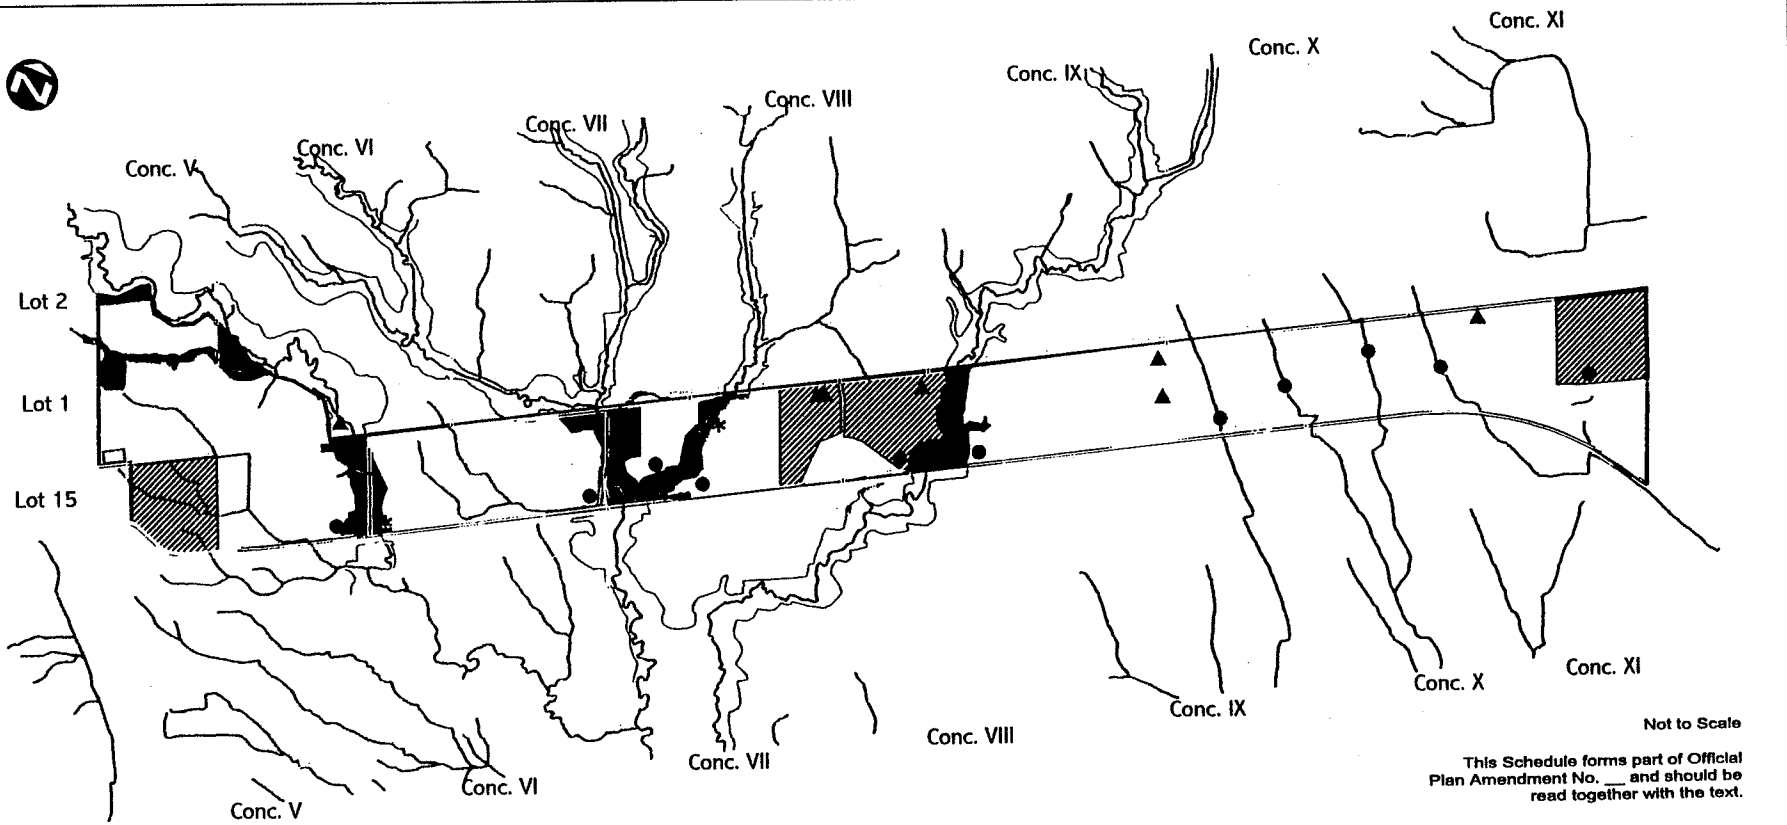 Conc. XI
Conc. X
Conc. IX
Conc. VIII
Conc. VII
Conc. VI
Conc. V
Lot 2
Lot 1
Lot 15
Conc. XI
Conc. X
Conc. IX
Conc. VIII
Conc. VII
Conc. VI
Conc. V
Not to Scale
This Schedule forms part of Official
Plan Amendment No. __ and should be
read together with the text.